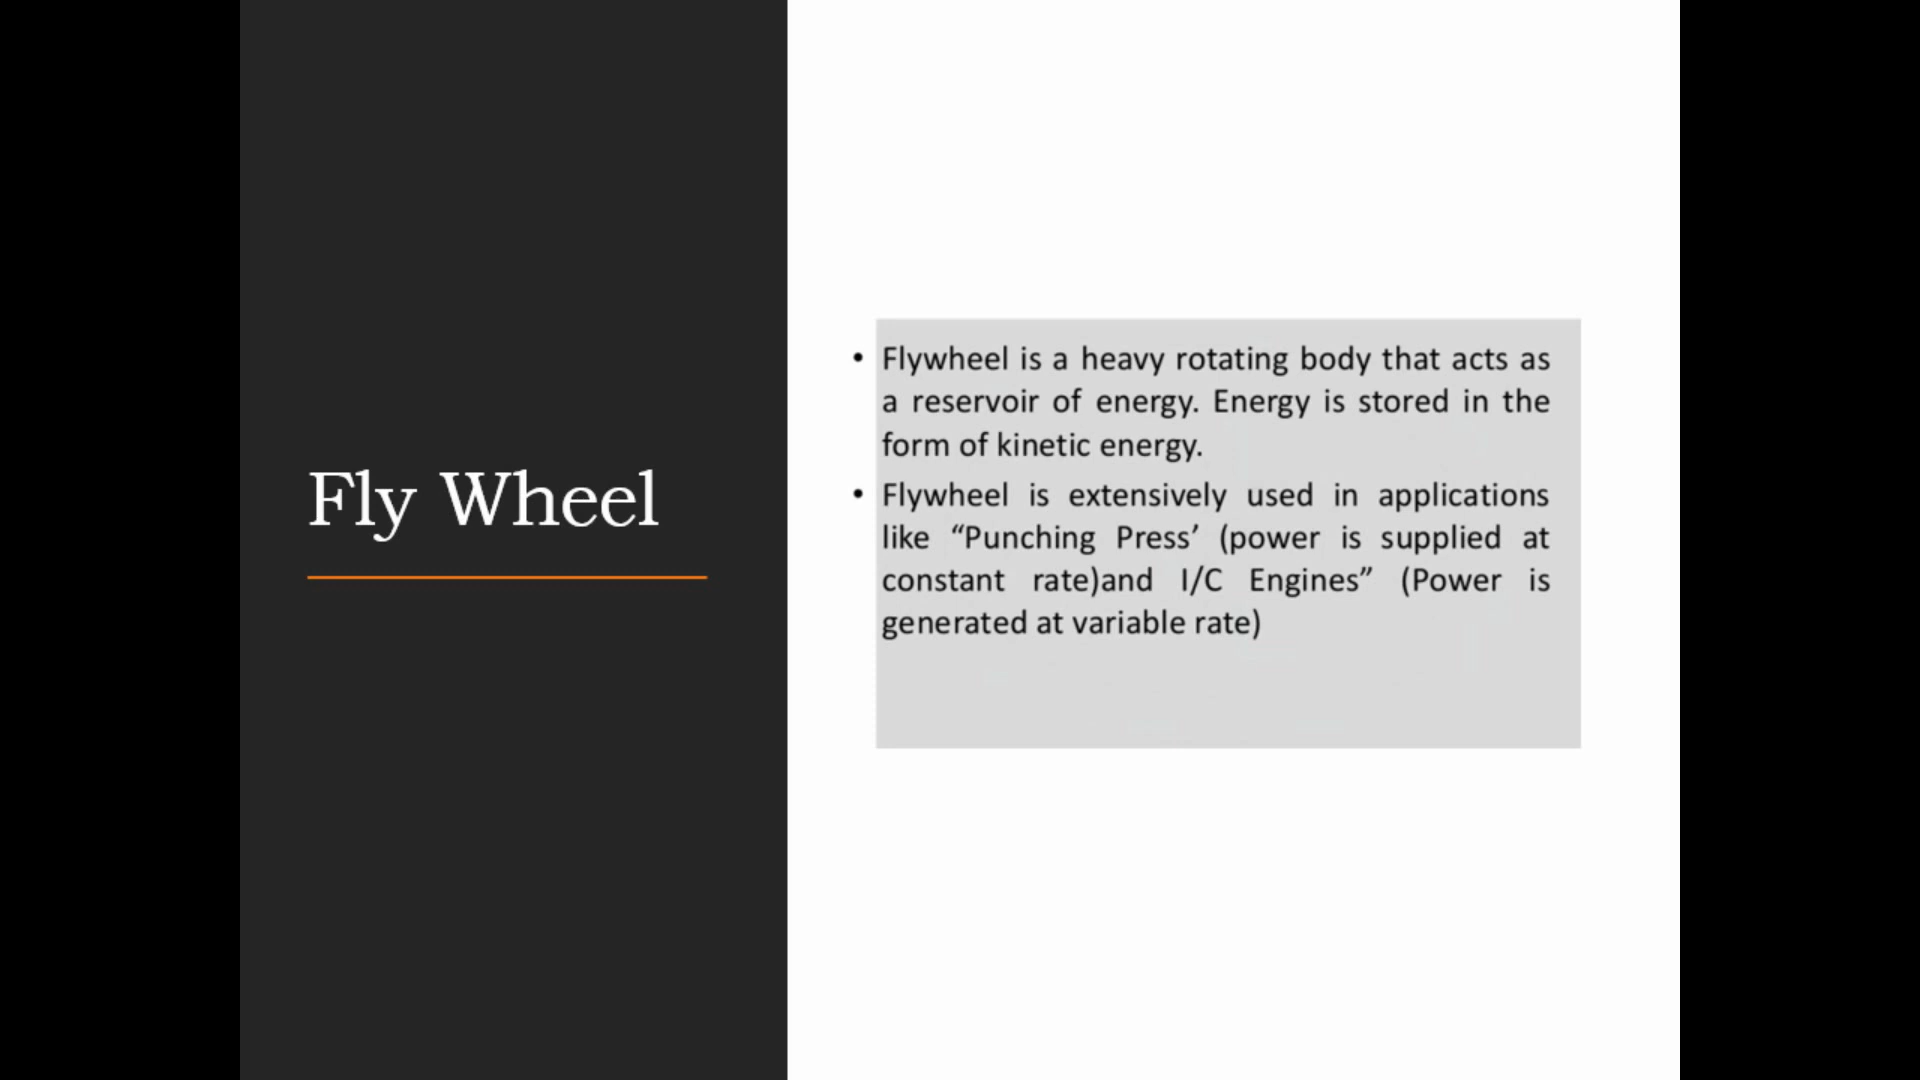 Fly Wheel
• Flywheel is a heavy rotating body that acts as
a reservoir of energy. Energy is stored in the
form of kinetic energy.
• Flywheel is extensively used in applications
like “Punching Press’ (power is supplied at
constant rate)and I/C Engines” (Power is
generated at variable rate)